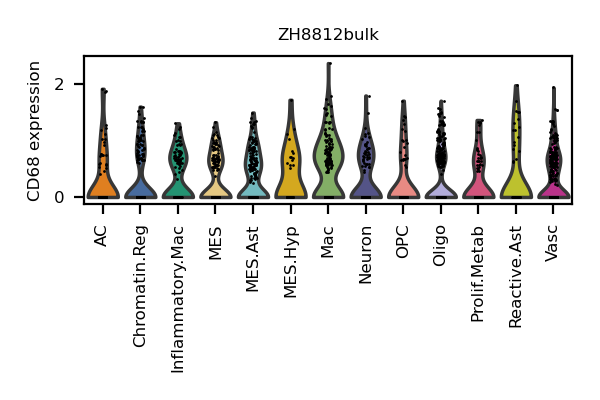 ZH8812bulk
CD68 expression
2
0
AC
Chromatin.Reg
Inflammatory.Mac
MES
MES.Ast
MES.Hyp
Mac
Neuron
OPC
Oligo
Prolif.Metab
Reactive.Ast
Vasc